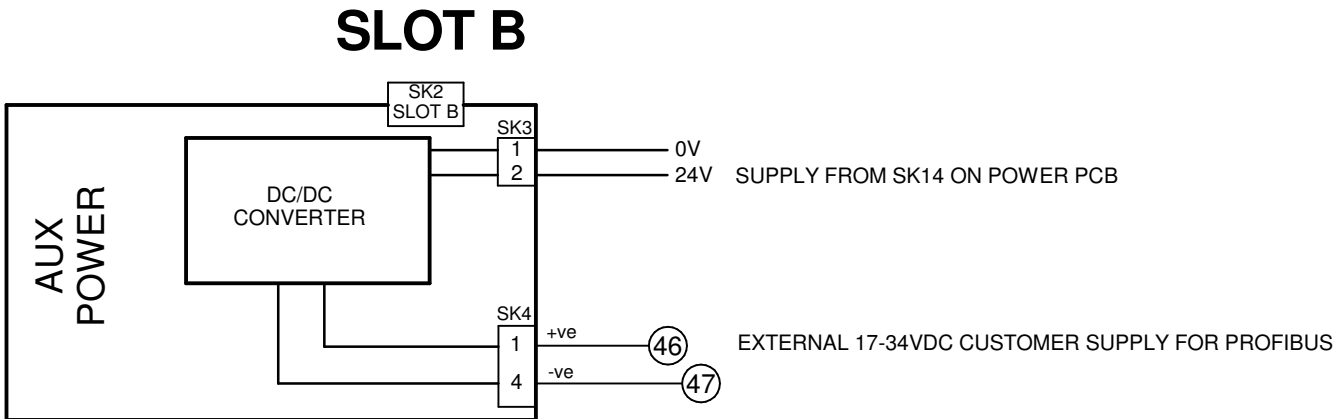 SLOT B
SK2
SLOT B
SK3
1
0V
2
24V
SUPPLY FROM SK14 ON POWER PCB
DC/DC
CONVERTER
AUX
POWER
SK4
1
+ve
46
EXTERNAL 17-34VDC CUSTOMER SUPPLY FOR PROFIBUS
4
-ve
47